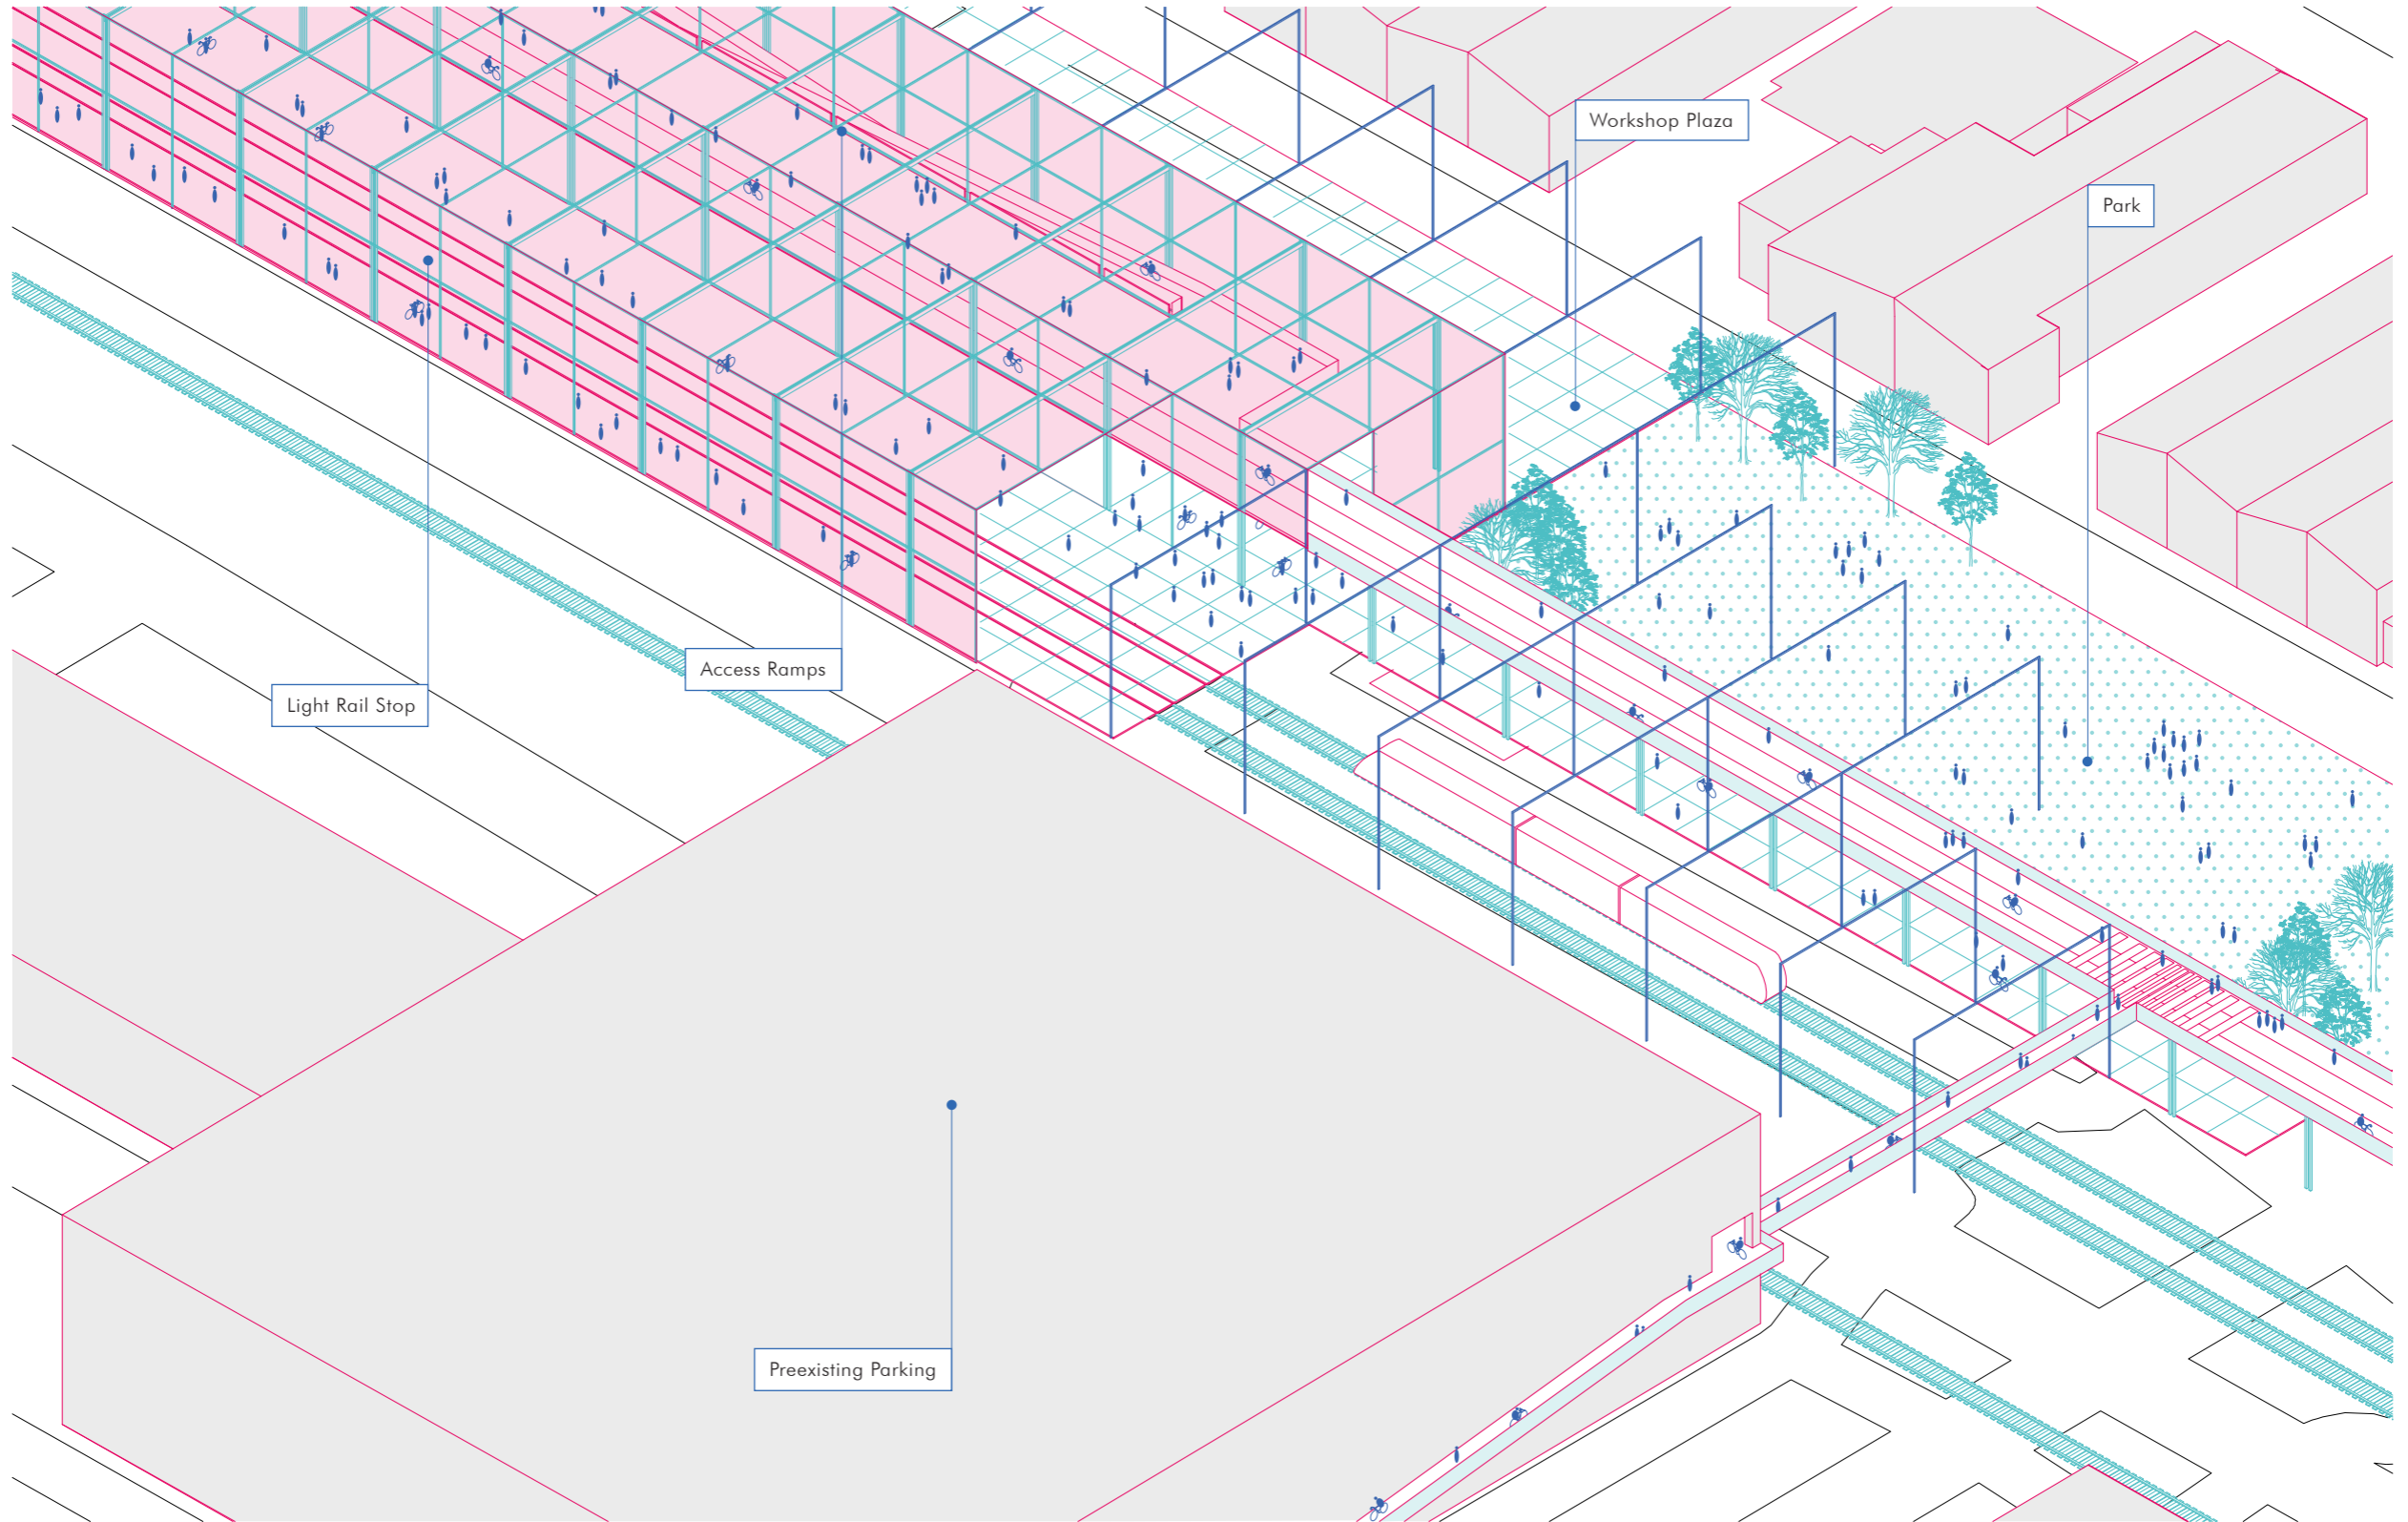 Workshop Plaza
Park
Access Ramps
Light Rail Stop
Preexisting Parking